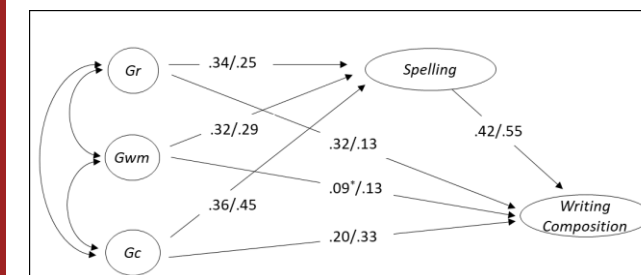 Gr
.34/.25
Spelling
.32/.29
.32/.13
.42/.55
Gwm
.09*/.13
.36/.45
Writing
Composition
.20/.33
Gc